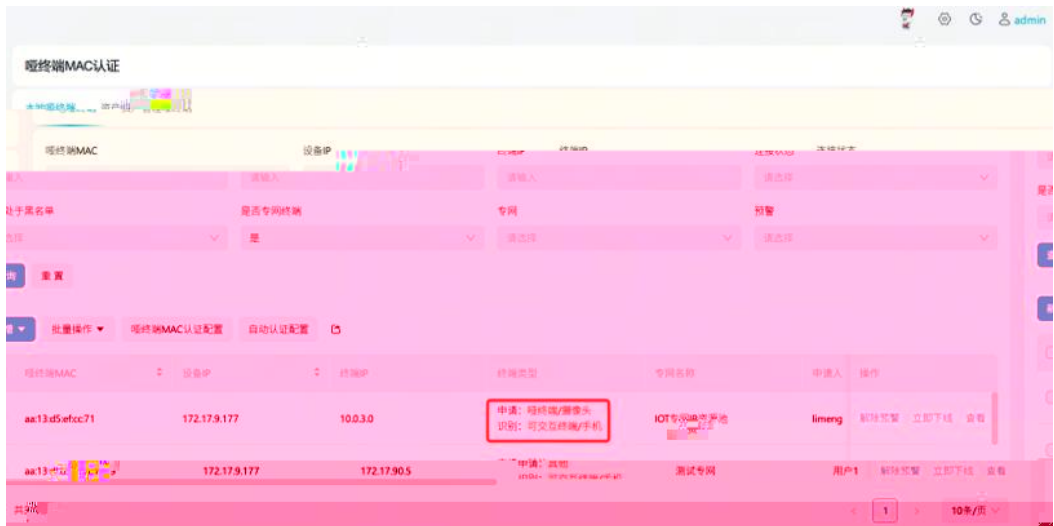 admin
哑终端MAC认证
哑终端MAC 设备IP 终端IP 连接状态
请输入 请选择
处于黑名单 是否专网终端 专网 预警
是 请选择 请选择
重置
批量操作 哑终端MAC认证配置 自动认证配置
哑终端MAC 设备IP 终端IP 终端类型 专网名称 申请人 操作
aa:13:d5:ef:cc71 172.17.9.177 10.0.3.0 申请：哑终端/摄像头 limeng 解除预警 立即下线 查看
识别：可交互终端/手机
172.17.9.177 172.17.90.5 申请：其他 测试专网 用户1 解除预警 立即下线 查看
1 10条/页